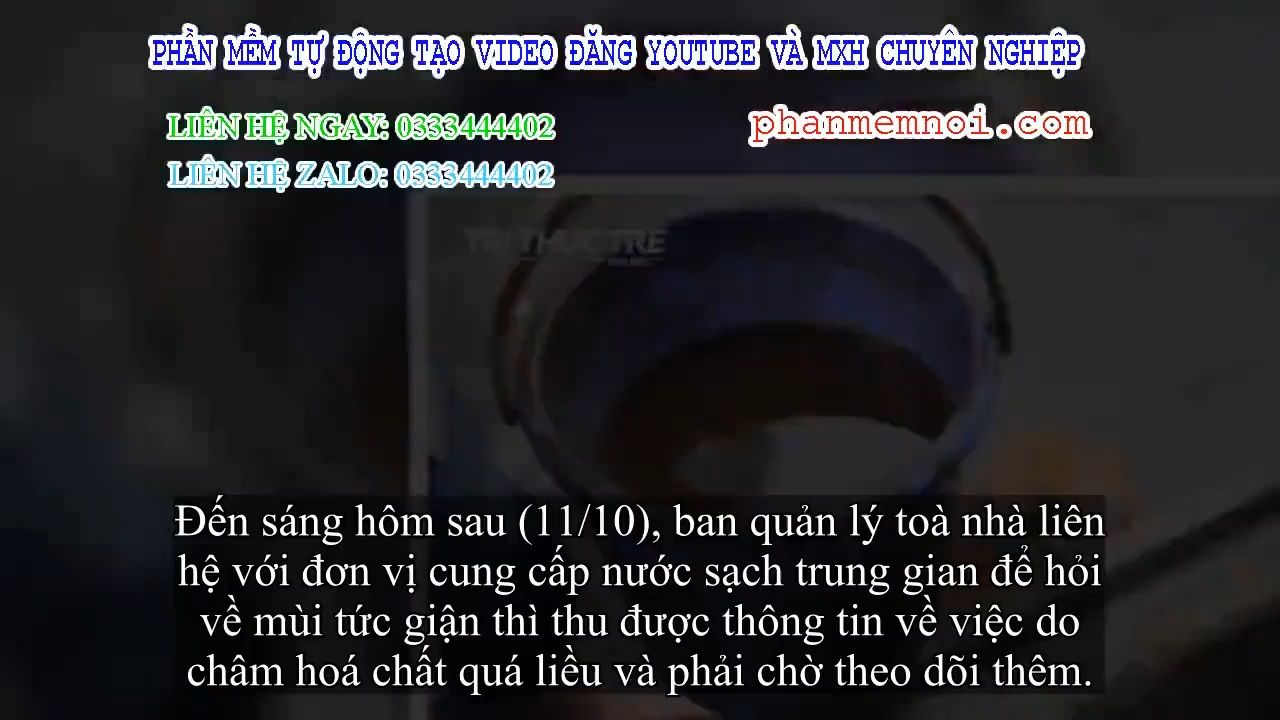 PHẦN MỀM TỰ ĐỘNG TẠO VIDEO ĐĂNG YOUTUBE VÀ MXH CHUYÊN NGHIỆP
LIÊN HỆ NGAY: 0333444402
phanmemnoi.com
LIÊN HỆ ZALO: 0333444402
TRI THUC TRE
Đến sáng hôm sau (11/10), ban quản lý toà nhà liên
hệ với đơn vị cung cấp nước sạch trung gian để hỏi
về mùi tức giận thì thu được thông tin về việc do
châm hoá chất quá liều và phải chờ theo dõi thêm.